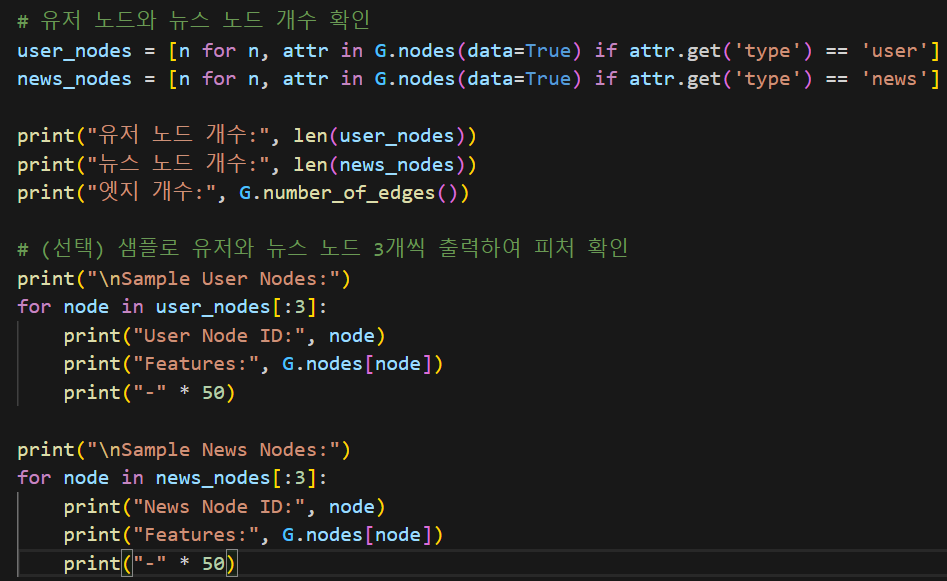 # 유저 노드와 뉴스 노드 개수 확인
user_nodes = [n for n, attr in G.nodes(data=True) if attr.get('type') == 'user']
news_nodes = [n for n, attr in G.nodes(data=True) if attr.get('type') == 'news']
print("유저 노드 개수:", len(user_nodes))
print("뉴스 노드 개수:", len(news_nodes))
print("엣지 개수:", G.number_of_edges())
# (선택) 샘플로 유저와 뉴스 노드 3개씩 출력하여 피처 확인
print("\nSample User Nodes:")
for node in user_nodes[:3]:
    print("User Node ID:", node)
    print("Features:", G.nodes[node])
    print("-" * 50)
print("\nSample News Nodes:")
for node in news_nodes[:3]:
    print("News Node ID:", node)
    print("Features:", G.nodes[node])
    print("-" * 50)